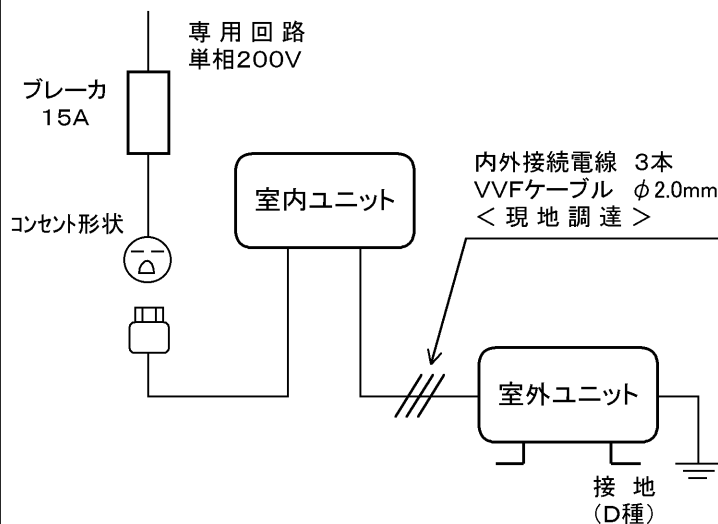 専用回路
単相200V
ブレーカ
15A
コンセント形状
室内ユニット
内外接続電線 3本
VVFケーブル φ2.0mm
<現地調達>
室外ユニット
接地
(D種)